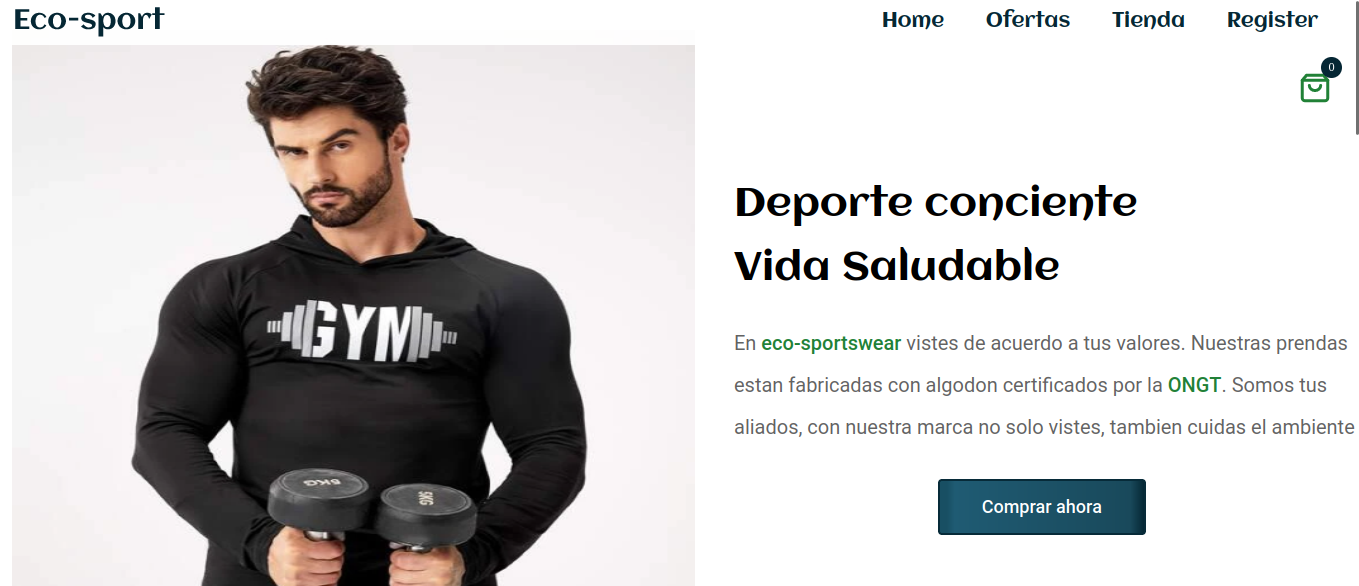 Eco-sport
Home Ofertas Tienda Register
0
Deporte conciente
Vida Saludable
En eco-sportswear vistes de acuerdo a tus valores. Nuestras prendas
estan fabricadas con algodon certificados por la ONGT. Somos tus
aliados, con nuestra marca no solo vistes, tambien cuidas el ambiente
Comprar ahora
GYM
5KG
5KG